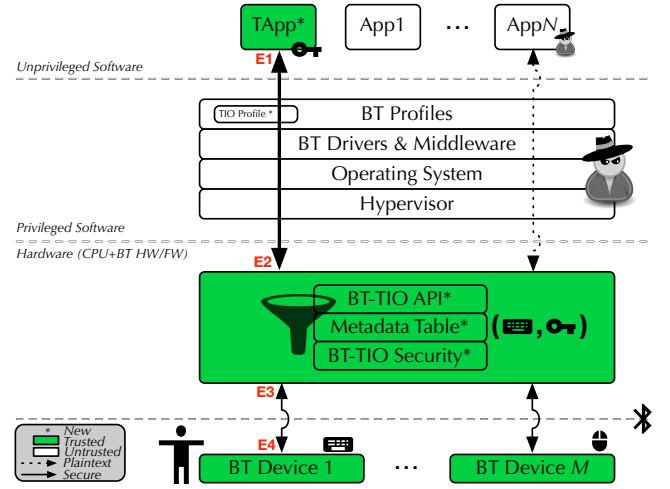 TApp*
App1
...
AppN
E1
Unprivileged Software
TIO Profile *
BT Profiles
BT Drivers & Middleware
Operating System
Hypervisor
Privileged Software
Hardware (CPU+BT HW/FW)
E2
BT-TIO API*
Metadata Table*
( , )
BT-TIO Security*
E3
* New
Trusted
Untrusted
Plaintext
Secure
E4
BT Device 1
...
BT Device M